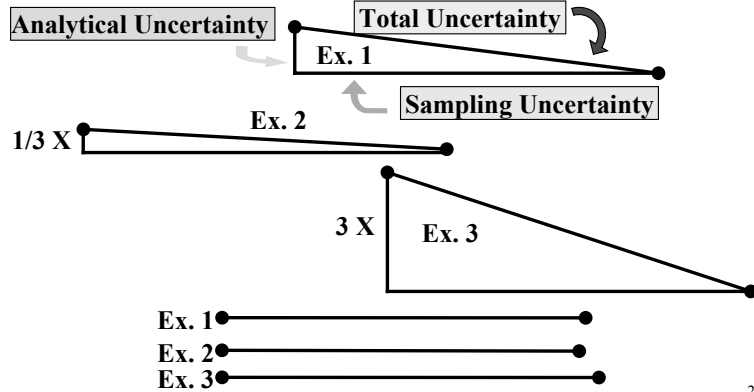 Analytical Uncertainty
Total Uncertainty
Ex. 1
Sampling Uncertainty
Ex. 2
1/3 X
3 X
Ex. 3
Ex. 1
Ex. 2
Ex. 3